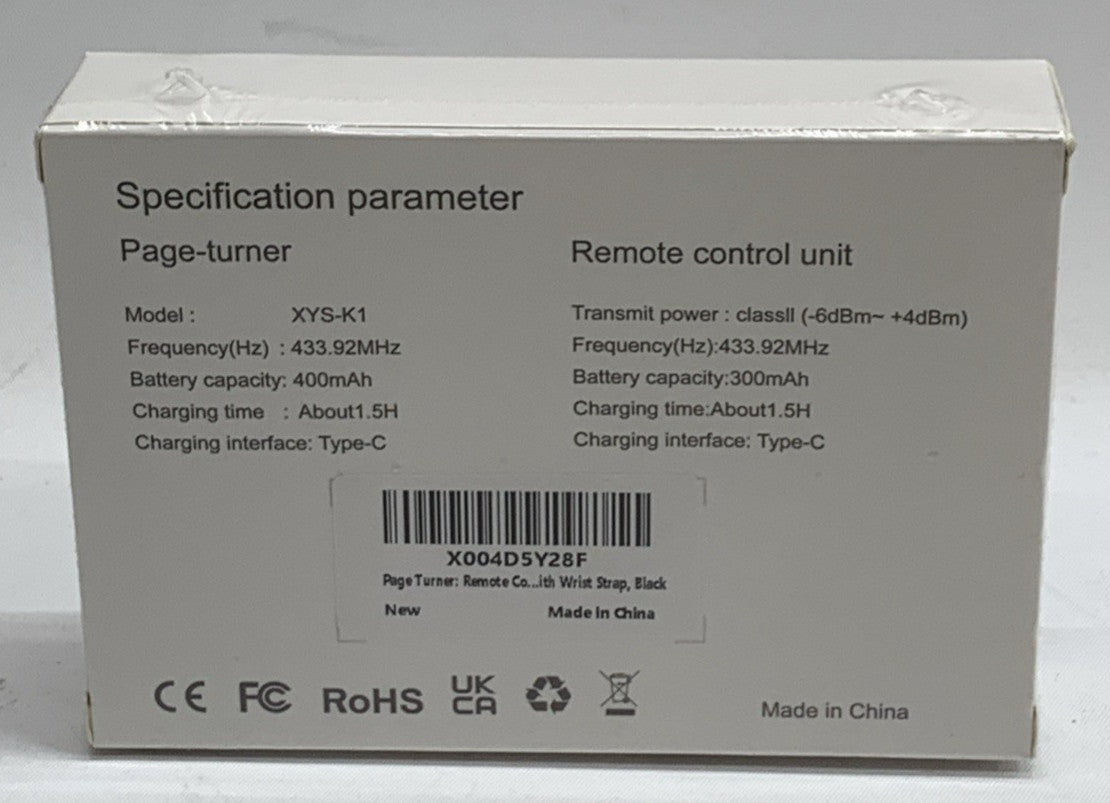 Specification parameter
Page-turner
Model : XYS-K1
Frequency(Hz) : 433.92MHz
Battery capacity: 400mAh
Charging time : About1.5H
Charging interface: Type-C
Remote control unit
Transmit power : classII (-6dBm~ +4dBm)
Frequency(Hz):433.92MHz
Battery capacity:300mAh
Charging time:About1.5H
Charging interface: Type-C
X004D5Y28F
Page Turner: Remote Co...ith Wrist Strap, Black
New Made In China
CE FC RoHS UK CA
Made in China